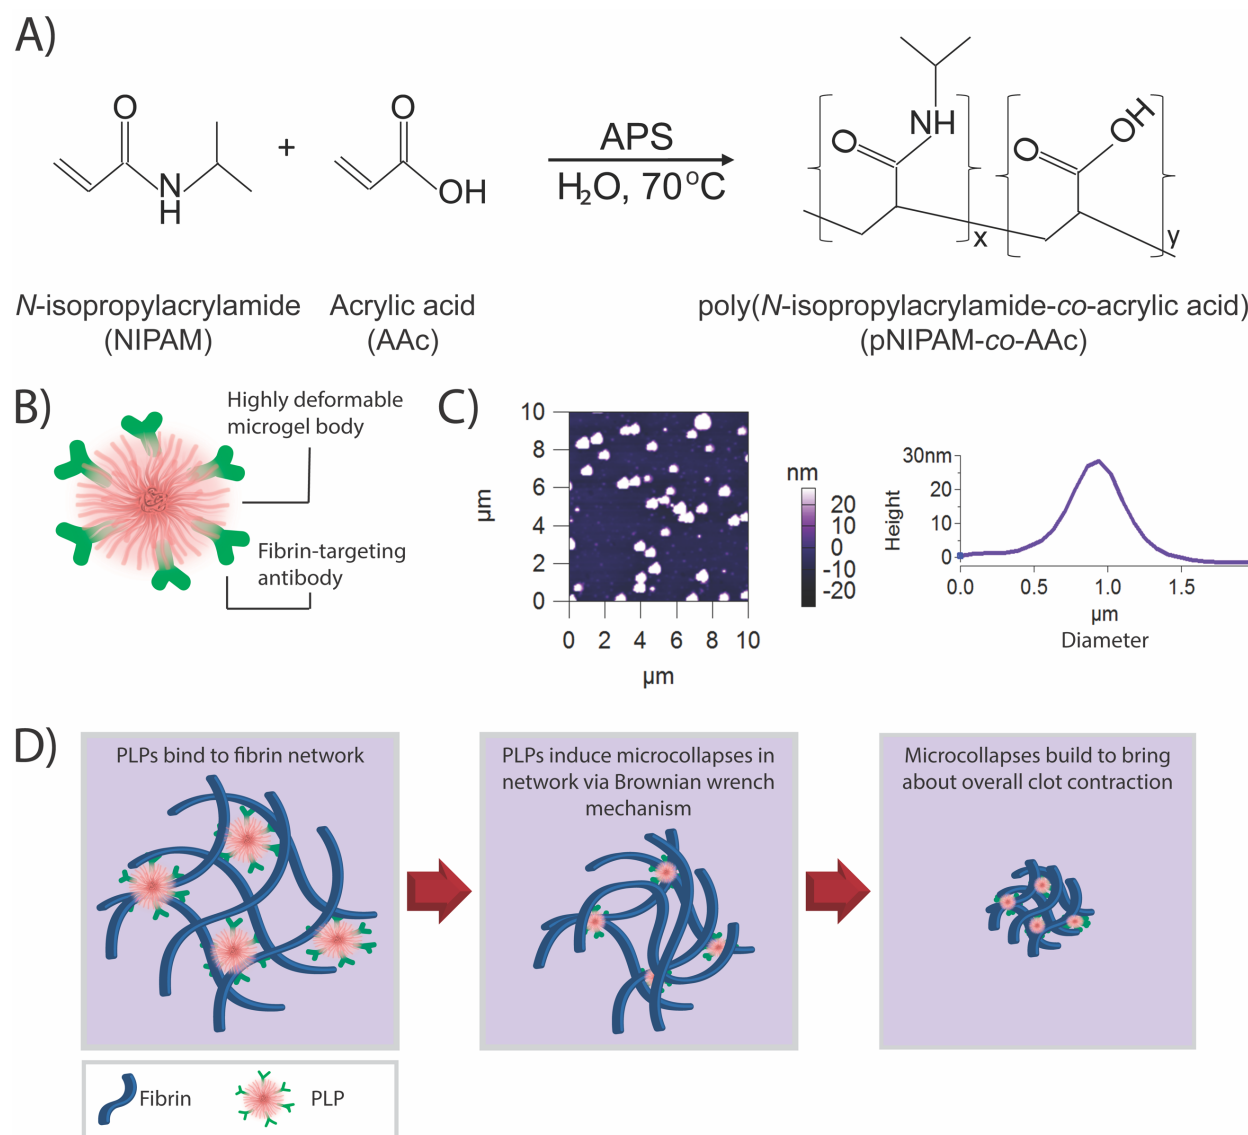 A)
O
N
H
+
O
OH
APS
H₂O, 70°C
O
NH
x
O
OH
y
N-isopropylacrylamide
(NIPAM)
Acrylic acid
(AAc)
poly(N-isopropylacrylamide-co-acrylic acid)
(pNIPAM-co-AAc)
B)
Highly deformable
microgel body
Fibrin-targeting
antibody
C)
10
8
6
4
2
0
µm
0 2 4 6 8 10
µm
nm
20
10
0
-10
-20
30nm
20
10
0
Height
0.0 0.5 1.0 1.5
µm
Diameter
D)
PLPs bind to fibrin network
PLPs induce microcollapses in
network via Brownian wrench
mechanism
Microcollapses build to bring
about overall clot contraction
Fibrin
PLP